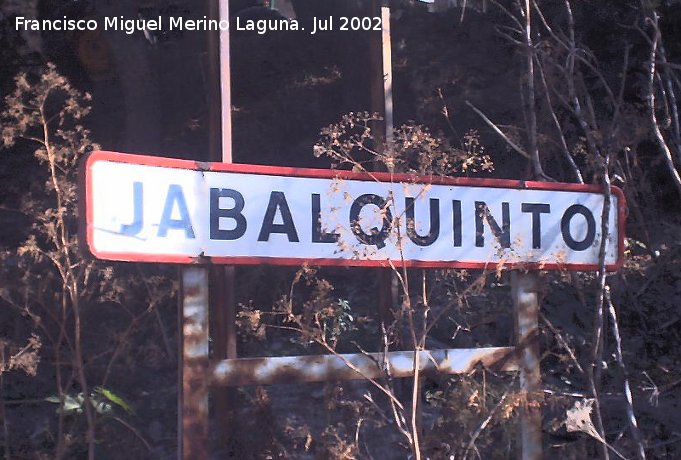 Francisco Miguel Merino Laguna. Jul 2002
JABALQUINTO